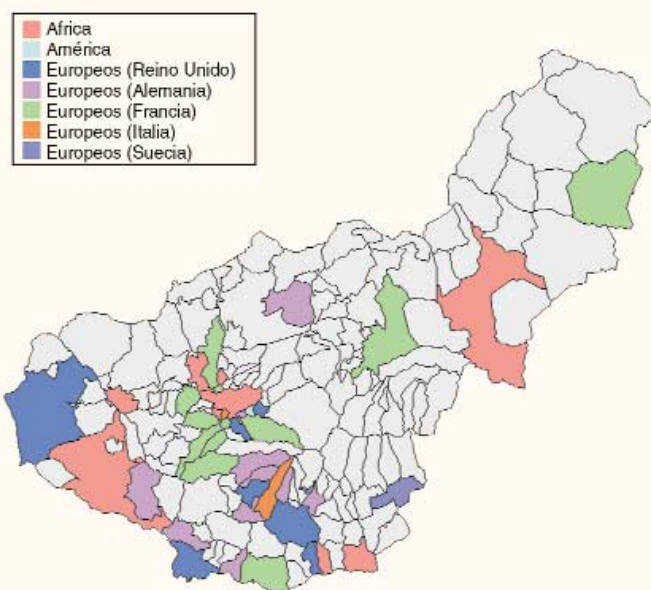 Africa
América
Europeos (Reino Unido)
Europeos (Alemania)
Europeos (Francia)
Europeos (Italia)
Europeos (Suecia)